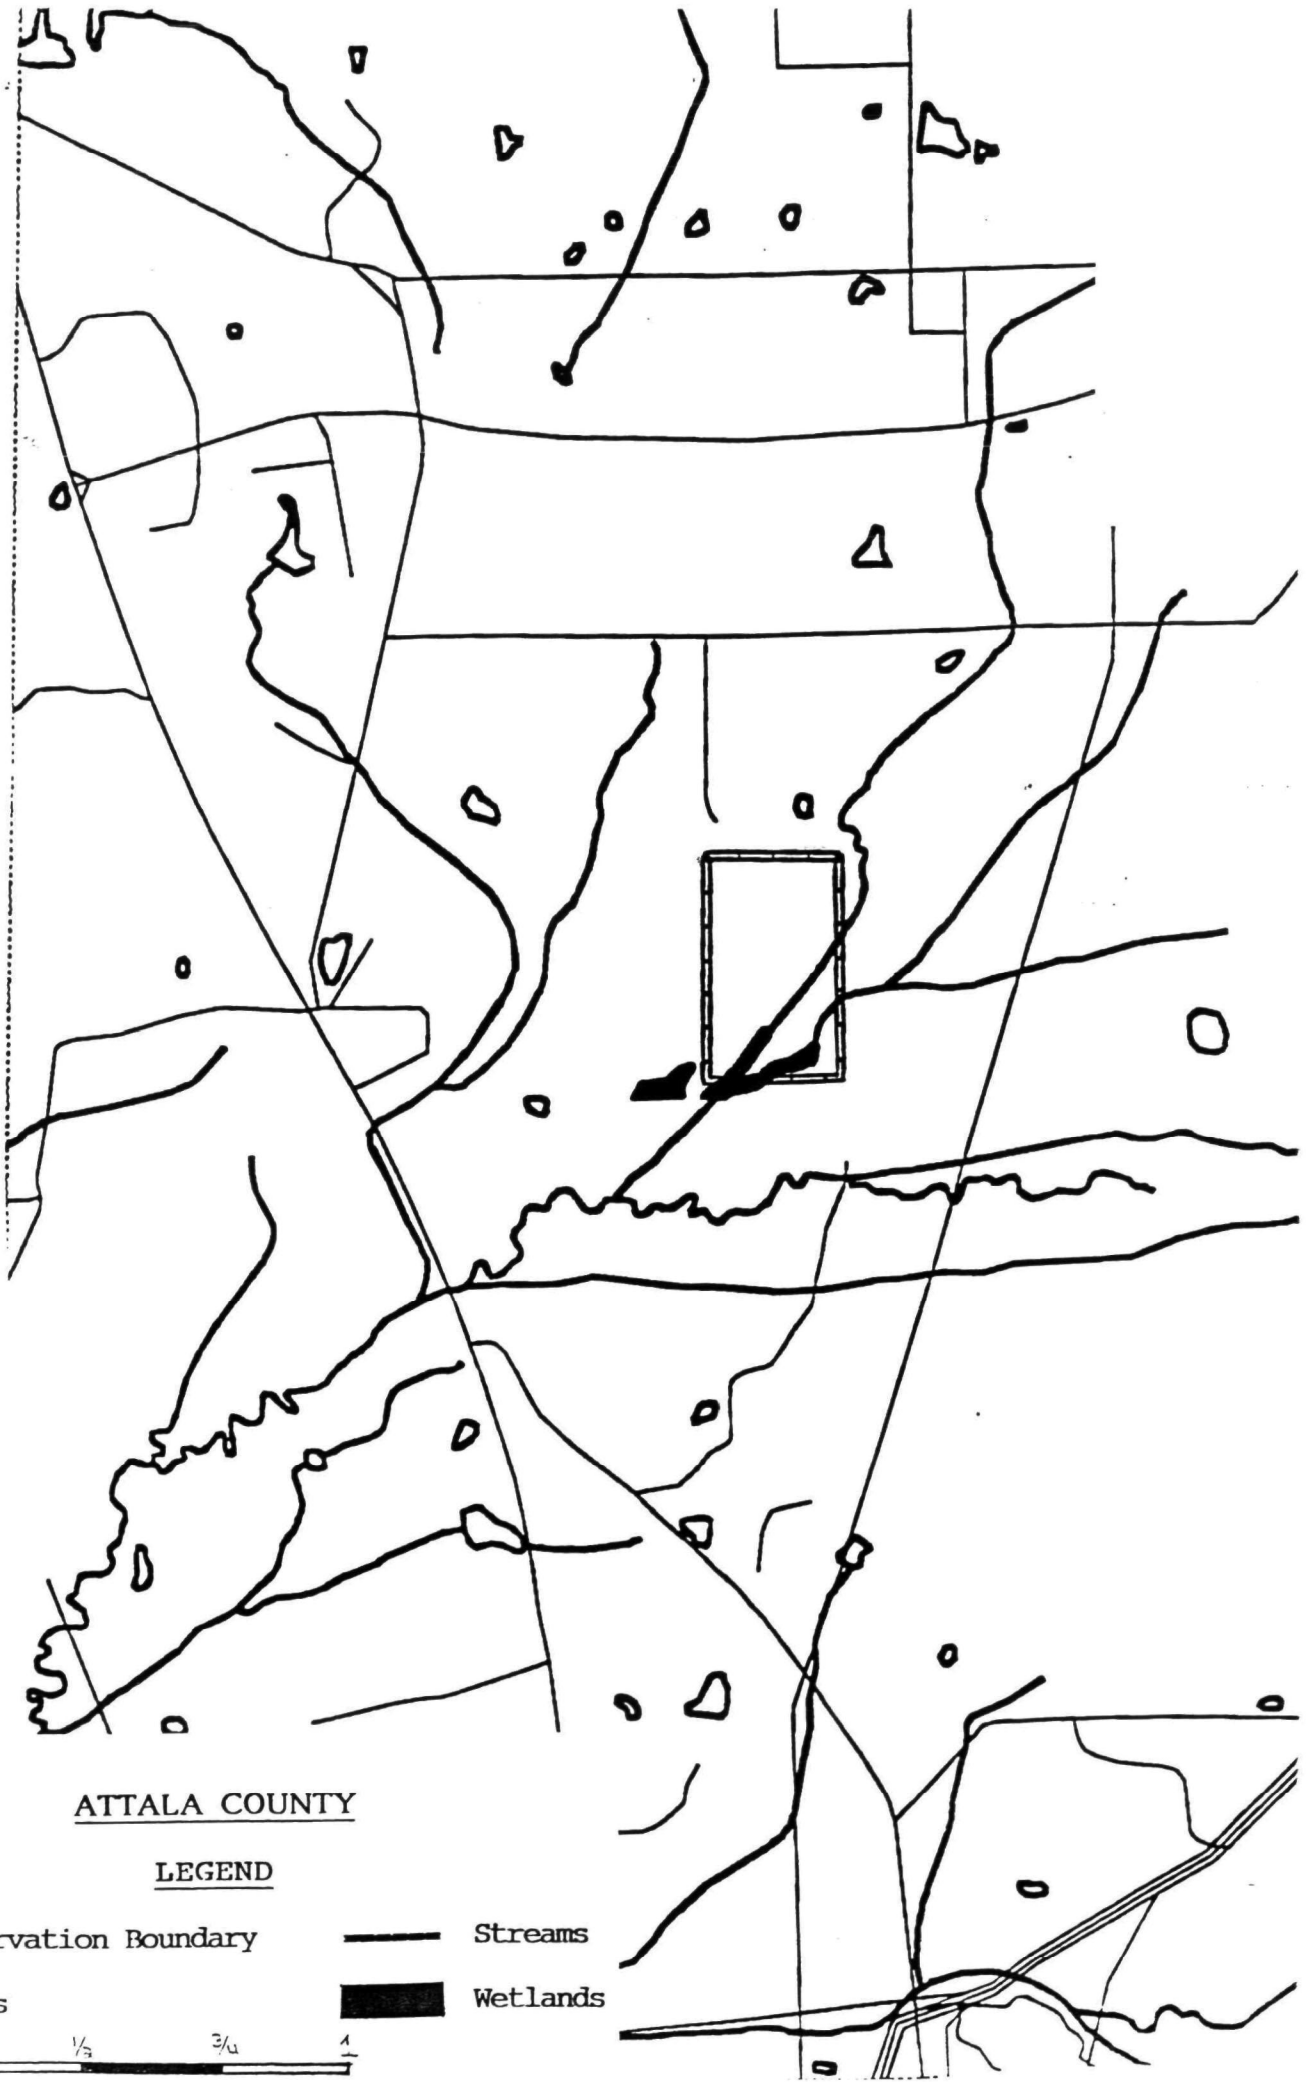 ATTALA COUNTY
LEGEND
rvation Boundary
Streams
s
Wetlands
1/2 3/4 1